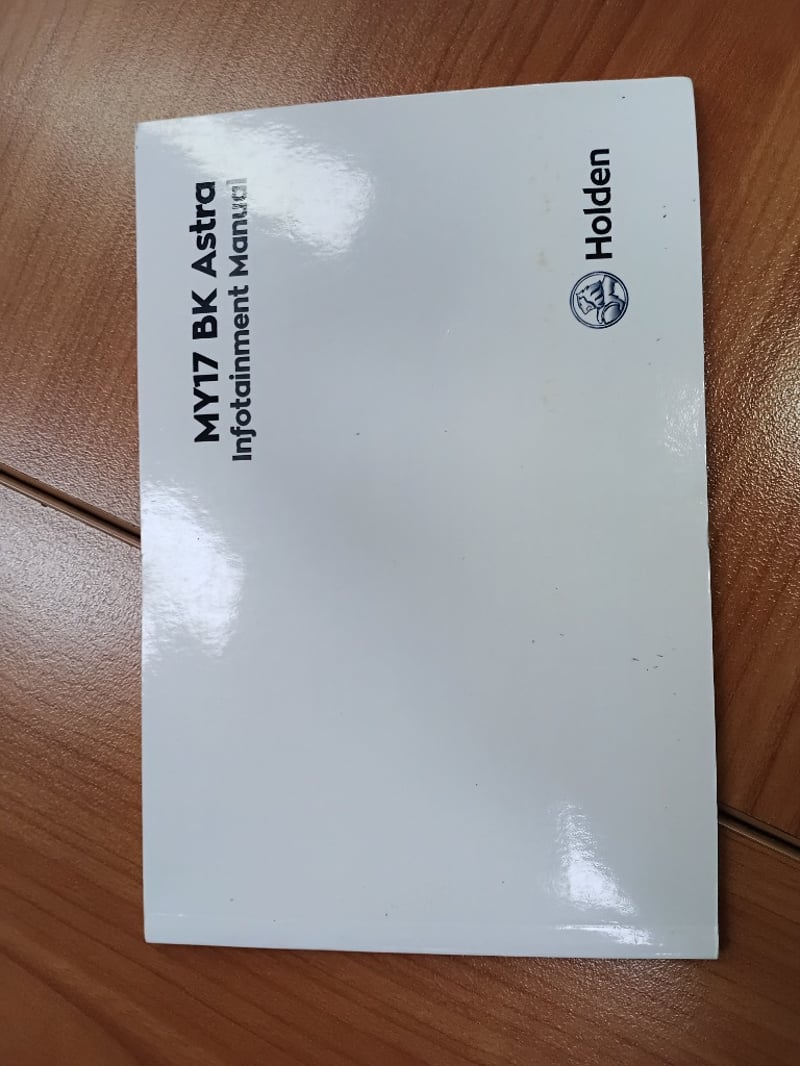 MY17 BK Astra
Infotainment Manual
Holden